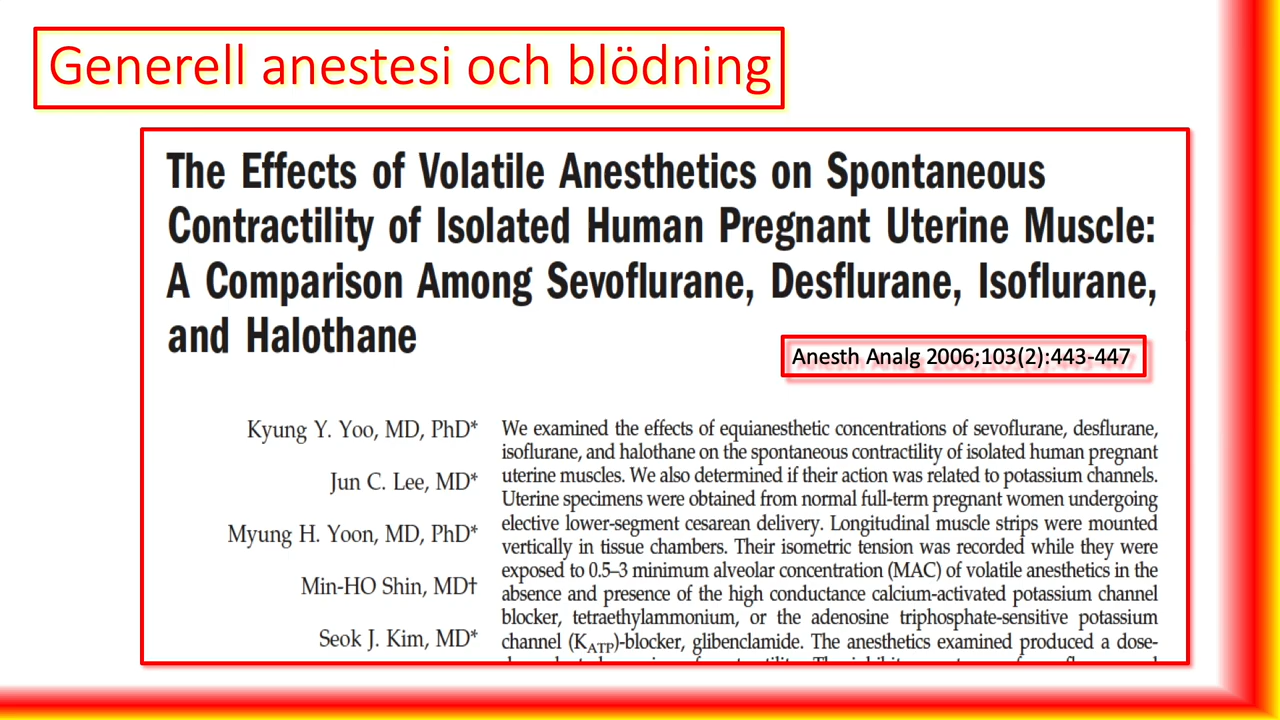 Generell anestesi och blödning
The Effects of Volatile Anesthetics on Spontaneous
Contractility of Isolated Human Pregnant Uterine Muscle:
A Comparison Among Sevoflurane, Desflurane, Isoflurane,
and Halothane
Anesth Analg 2006;103(2):443-447
Kyung Y. Yoo, MD, PhD*
Jun C. Lee, MD*
Myung H. Yoon, MD, PhD*
Min-HO Shin, MD†
Seok J. Kim, MD*
We examined the effects of equianesthetic concentrations of sevoflurane, desflurane,
isoflurane, and halothane on the spontaneous contractility of isolated human pregnant
uterine muscles. We also determined if their action was related to potassium channels.
Uterine specimens were obtained from normal full-term pregnant women undergoing
elective lower-segment cesarean delivery. Longitudinal muscle strips were mounted
vertically in tissue chambers. Their isometric tension was recorded while they were
exposed to 0.5–3 minimum alveolar concentration (MAC) of volatile anesthetics in the
absence and presence of the high conductance calcium-activated potassium channel
blocker, tetraethylammonium, or the adenosine triphosphate-sensitive potassium
channel (KATP)-blocker, glibenclamide. The anesthetics examined produced a dose-